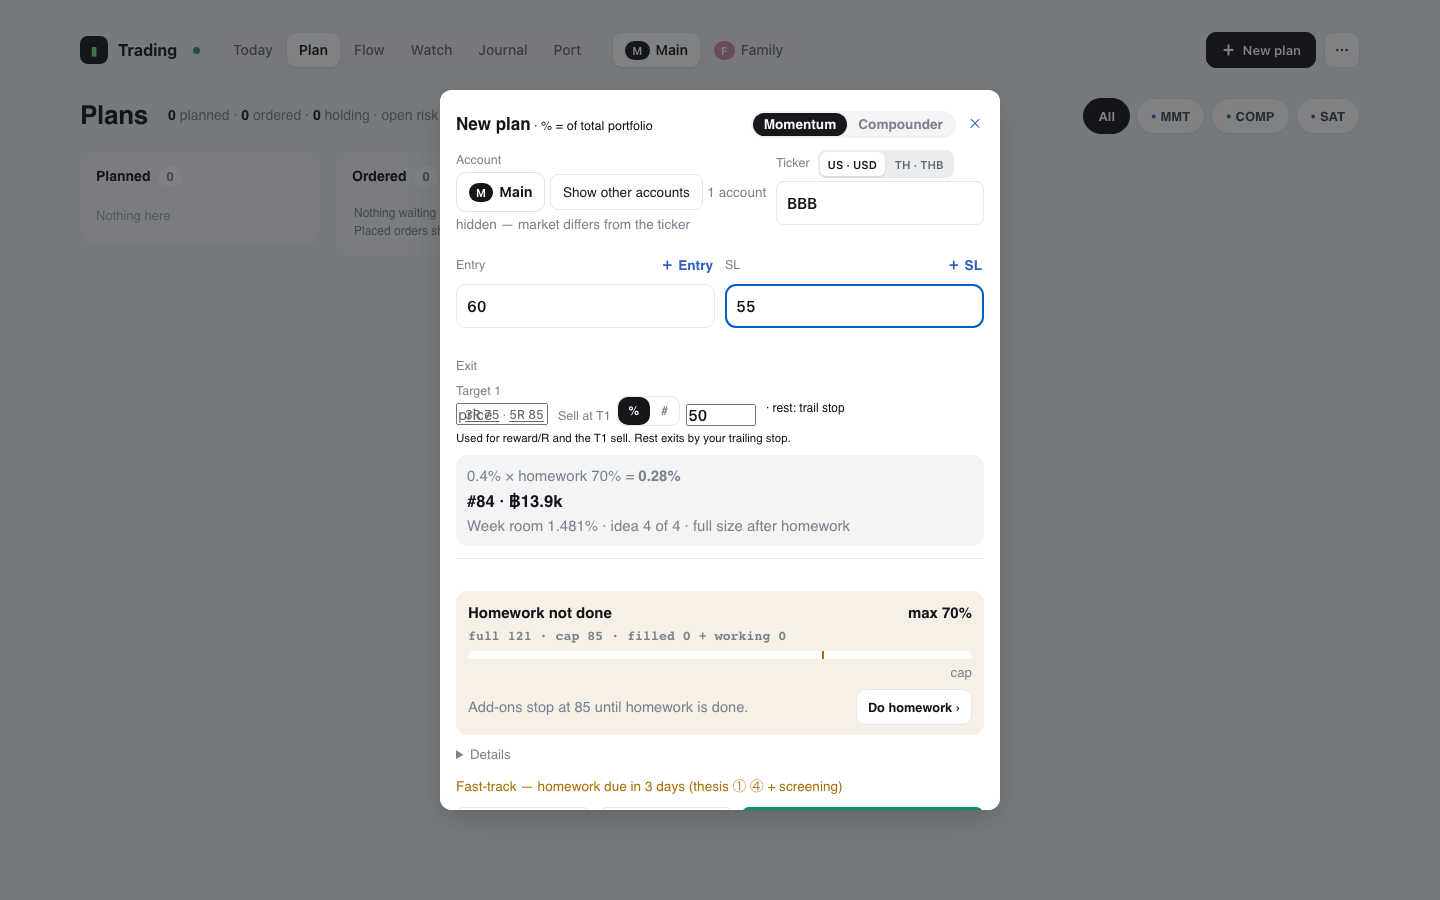 Trading
Today
Plan
Flow
Watch
Journal
Port
M Main
F Family
+ New plan
···
Plans
0 planned · 0 ordered · 0 holding · open risk
All
• MMT
• COMP
• SAT
Planned 0
Nothing here
Ordered 0
Nothing waiting
Placed orders
New plan · % = of total portfolio
Momentum
Compounder
×
Account
M Main
Show other accounts
1 account
hidden — market differs from the ticker
Ticker
US · USD
TH · THB
BBB
Entry
+ Entry
60
SL
+ SL
55
Exit
Target 1
price
3R 75 · 5R 85
Sell at T1
%
#
50
· rest: trail stop
Used for reward/R and the T1 sell. Rest exits by your trailing stop.
0.4% × homework 70% = 0.28%
#84 · ฿13.9k
Week room 1.481% · idea 4 of 4 · full size after homework
Homework not done
max 70%
full 121 · cap 85 · filled 0 + working 0
cap
Add-ons stop at 85 until homework is done.
Do homework ›
▶ Details
Fast-track — homework due in 3 days (thesis ① ④ + screening)